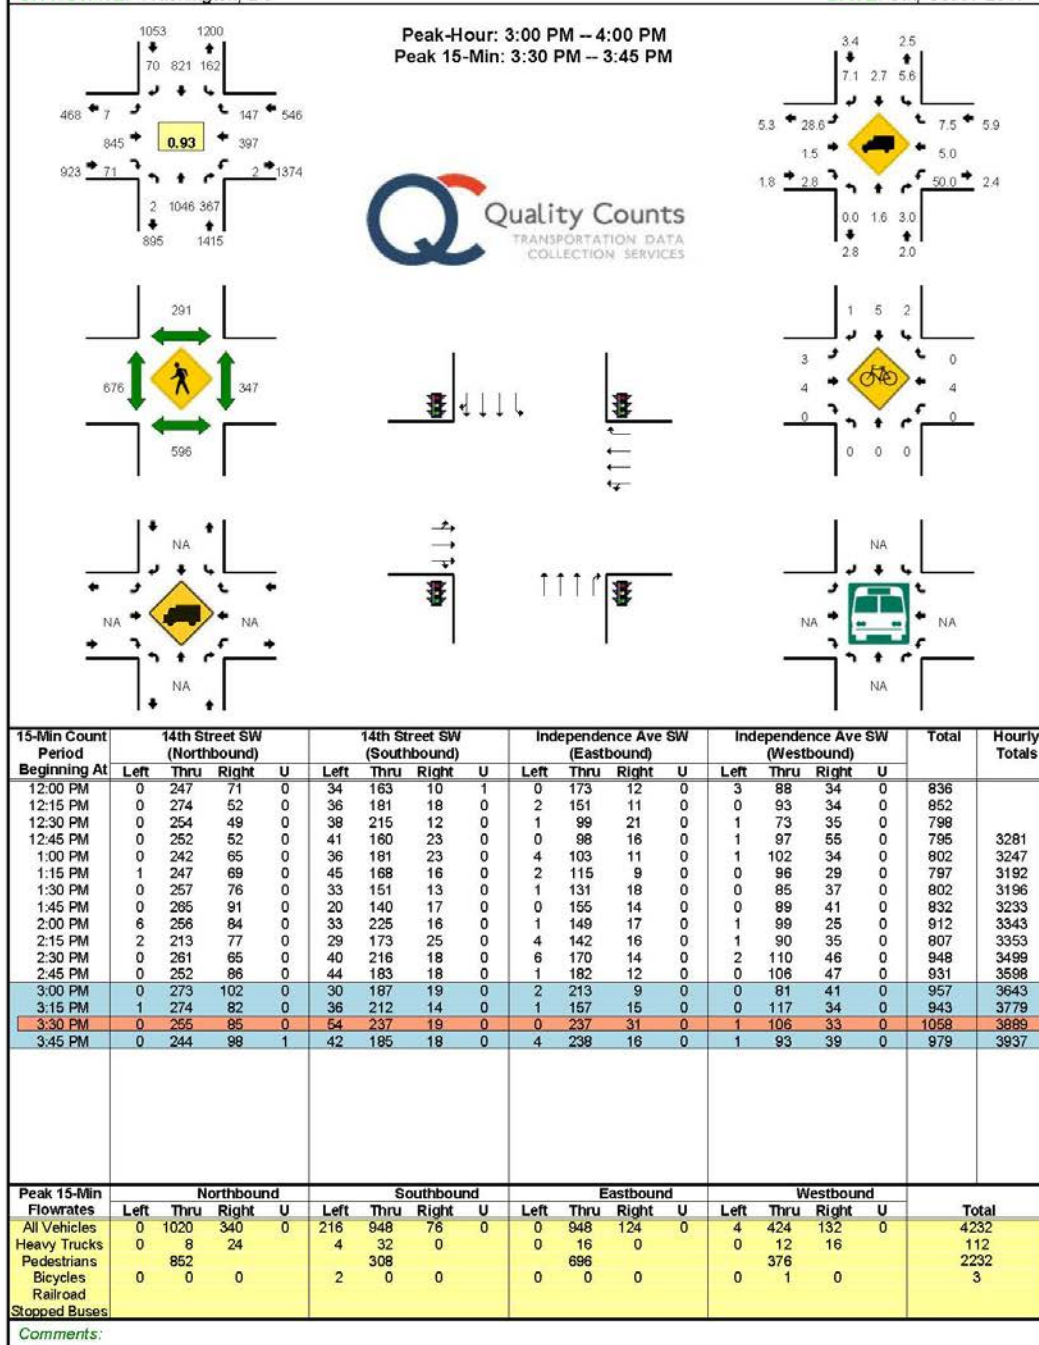 Peak-Hour: 3:00 PM -- 4:00 PM
Peak 15-Min: 3:30 PM -- 3:45 PM
1053 1200
70 821 162
468 7 147 546
845 0.93 397
923 71 2 1374
2 1046 367
895 1415
3.4 2.5
7.1 2.7 5.6
5.3 28.6 7.5 5.9
1.5 5.0
1.8 2.8 50.0 2.4
0.0 1.6 3.0
2.8 2.0
QC Quality Counts
TRANSPORTATION DATA
COLLECTION SERVICES
291
676 347
596
1 5 2
3 0
4 4
0 0
0 0 0
NA
NA NA
NA
NA
NA NA
NA
15-Min Count Period Beginning At 14th Street SW (Northbound) 14th Street SW (Southbound) Independence Ave SW (Eastbound) Independence Ave SW (Westbound) Total Hourly Totals
Left Thru Right U Left Thru Right U Left Thru Right U Left Thru Right U
12:00 PM 0 247 71 0 34 163 10 1 0 173 12 0 3 88 34 0 836
12:15 PM 0 274 52 0 36 181 18 0 2 151 11 0 0 93 34 0 852
12:30 PM 0 254 49 0 38 215 12 0 1 99 21 0 1 73 35 0 798
12:45 PM 0 252 52 0 41 160 23 0 0 98 16 0 1 97 55 0 795 3281
1:00 PM 0 242 65 0 36 181 23 0 4 103 11 0 1 102 34 0 802 3247
1:15 PM 1 247 69 0 45 168 16 0 2 115 9 0 0 96 29 0 797 3192
1:30 PM 0 257 76 0 33 151 13 0 1 131 18 0 0 85 37 0 802 3196
1:45 PM 0 265 91 0 20 140 17 0 0 155 14 0 0 89 41 0 832 3233
2:00 PM 6 256 84 0 33 225 16 0 1 149 17 0 1 99 25 0 912 3343
2:15 PM 2 213 77 0 29 173 25 0 4 142 16 0 1 90 35 0 807 3353
2:30 PM 0 261 65 0 40 216 18 0 6 170 14 0 2 110 46 0 948 3499
2:45 PM 0 252 86 0 44 183 18 0 1 182 12 0 0 106 47 0 931 3598
3:00 PM 0 273 102 0 30 187 19 0 2 213 9 0 0 81 41 0 957 3643
3:15 PM 1 274 82 0 36 212 14 0 1 157 15 0 0 117 34 0 943 3779
3:30 PM 0 255 85 0 54 237 19 0 0 237 31 0 1 106 33 0 1058 3889
3:45 PM 0 244 98 1 42 185 18 0 4 238 16 0 1 93 39 0 979 3937
Peak 15-Min Flowrates Northbound Southbound Eastbound Westbound Total
Left Thru Right U Left Thru Right U Left Thru Right U Left Thru Right U
All Vehicles 0 1020 340 0 216 948 76 0 0 948 124 0 4 424 132 0 4232
Heavy Trucks 0 8 24 4 32 0 0 16 0 0 12 16 112
Pedestrians 852 308 696 376 2232
Bicycles 0 0 0 2 0 0 0 0 0 0 1 0 3
Railroad
Stopped Buses
Comments: